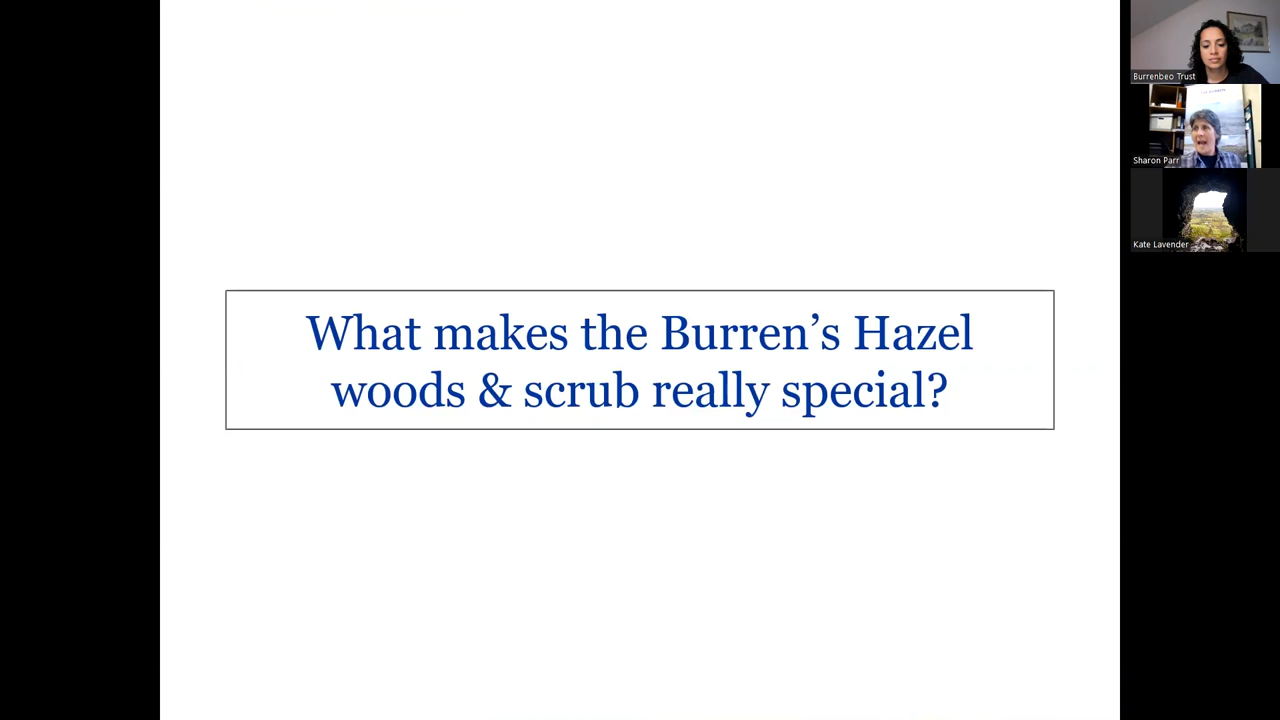 What makes the Burren’s Hazel
woods & scrub really special?
Burrenbeo Trust
Sharon Parr
Kate Lavender